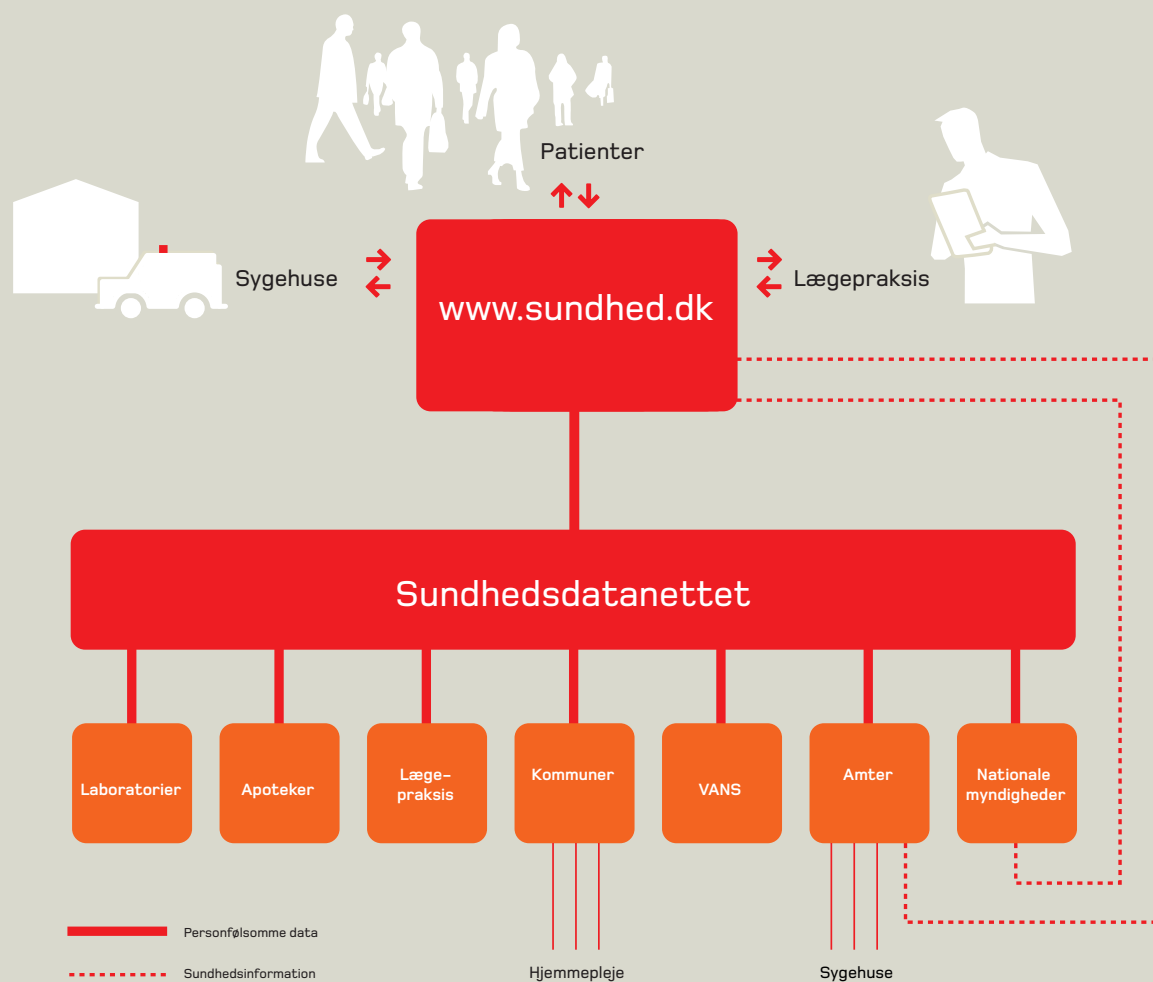 Patienter
Sygehuse
Lægepraksis
www.sundhed.dk
Sundhedsdatanettet
Laboratorier
Apoteker
Læge-
praksis
Kommuner
VANS
Amter
Nationale
myndigheder
Personfølsomme data
Sundhedsinformation
Hjemmepleje
Sygehuse